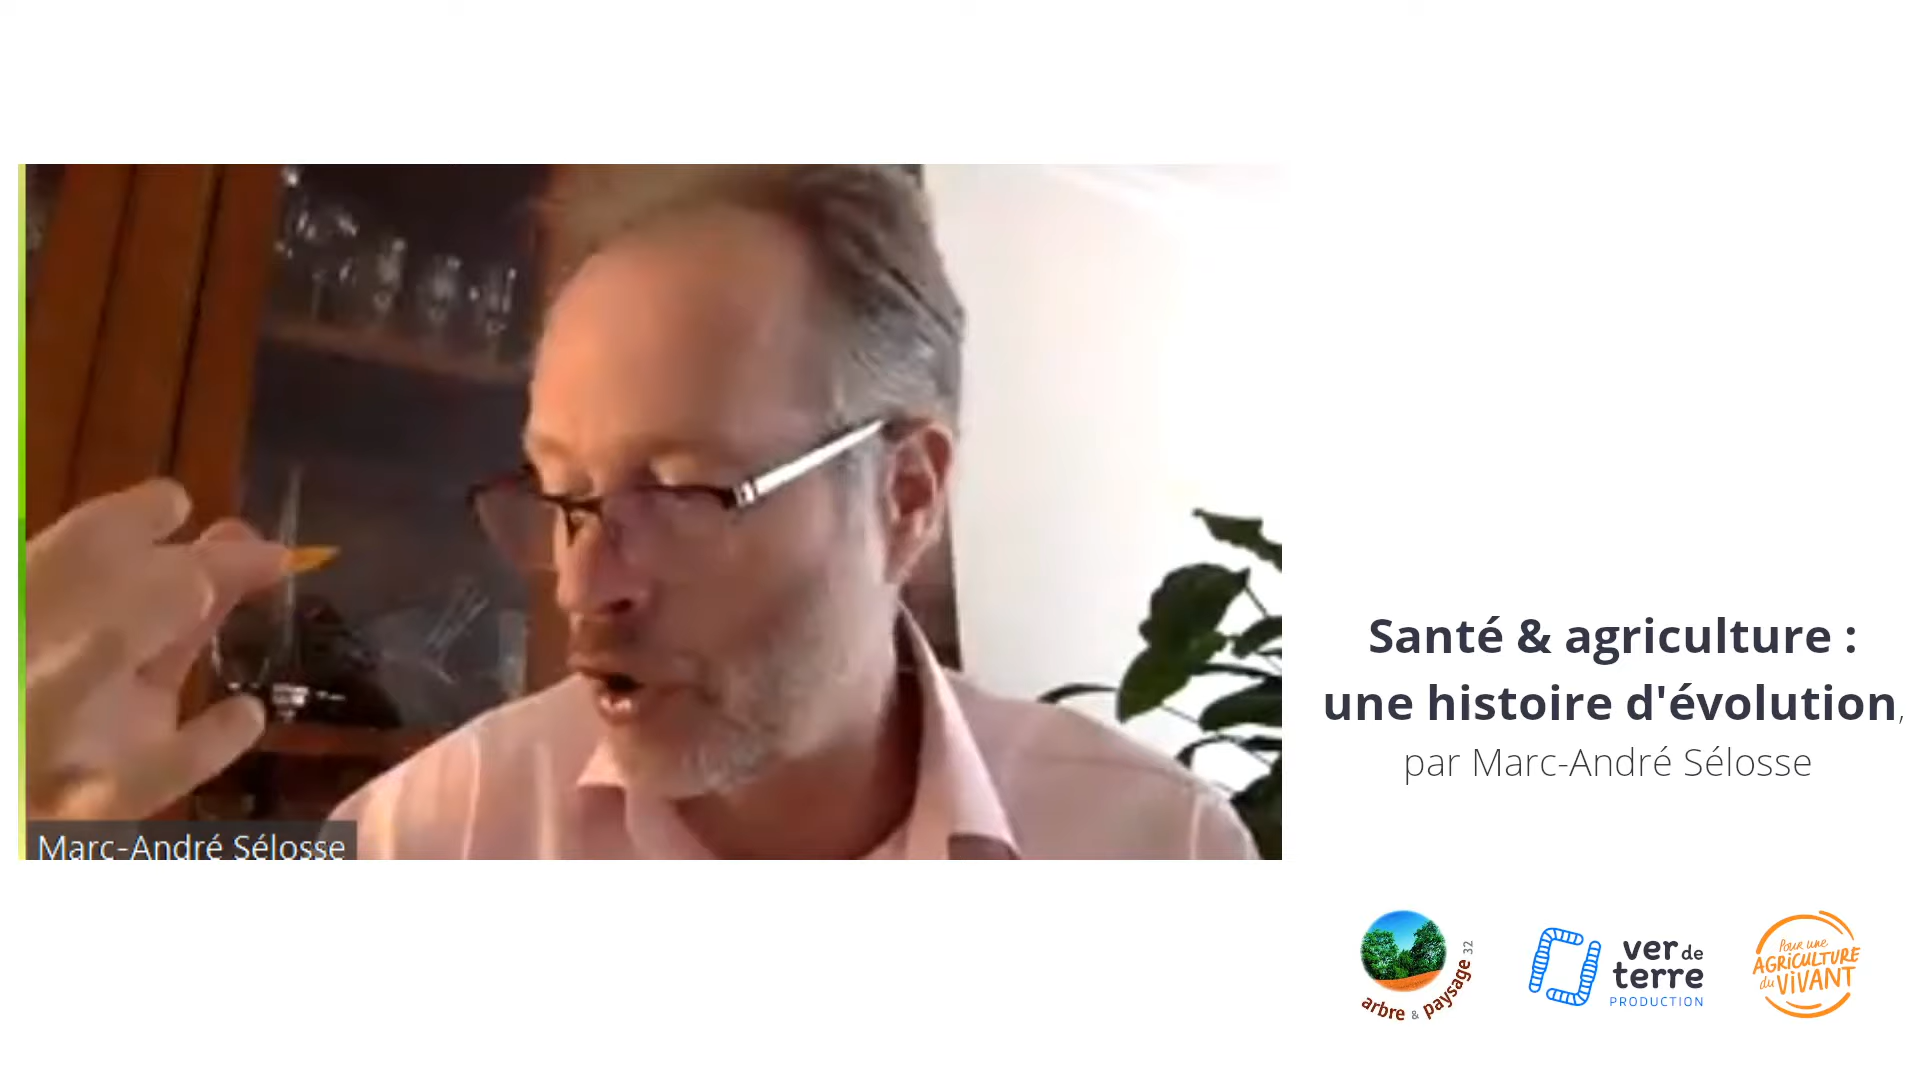 Marc-André Sélosse
Santé & agriculture :
une histoire d'évolution,
par Marc-André Sélosse
arbre & paysage 32
ver de
terre
PRODUCTION
Pour une
AGRICULTURE
du ViVANT